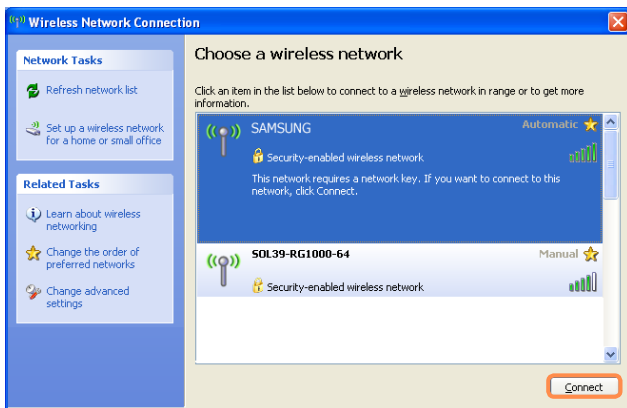 Wireless Network Connection
Network Tasks
Refresh network list
Set up a wireless network
for a home or small office
Related Tasks
Learn about wireless
networking
Change the order of
preferred networks
Change advanced
settings
Choose a wireless network
Click an item in the list below to connect to a wireless network in range or to get more
information.
SAMSUNG
Automatic
Security-enabled wireless network
This network requires a network key. If you want to connect to this
network, click Connect.
SOL39-RG1000-64
Manual
Security-enabled wireless network
Connect